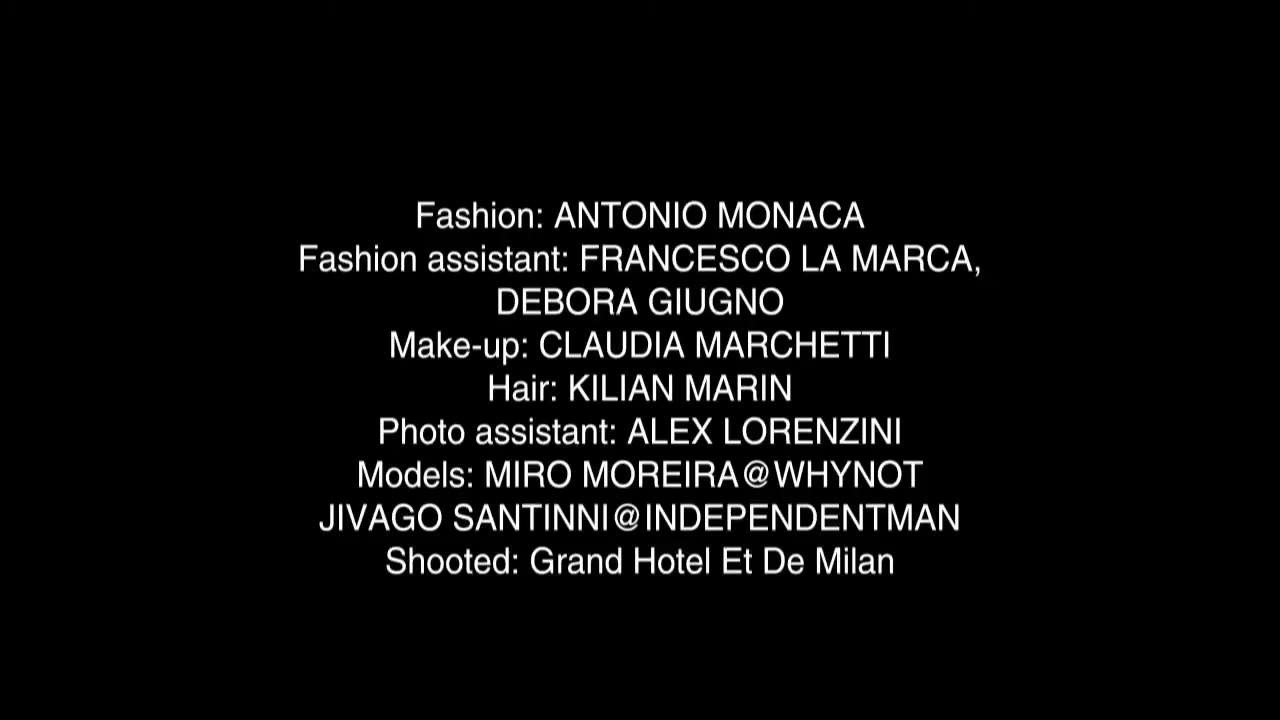 Fashion: ANTONIO MONACA
Fashion assistant: FRANCESCO LA MARCA,
DEBORA GIUGNO
Make-up: CLAUDIA MARCHETTI
Hair: KILIAN MARIN
Photo assistant: ALEX LORENZINI
Models: MIRO MOREIRA@WHYNOT
JIVAGO SANTINNI@INDEPENDENTMAN
Shooted: Grand Hotel Et De Milan